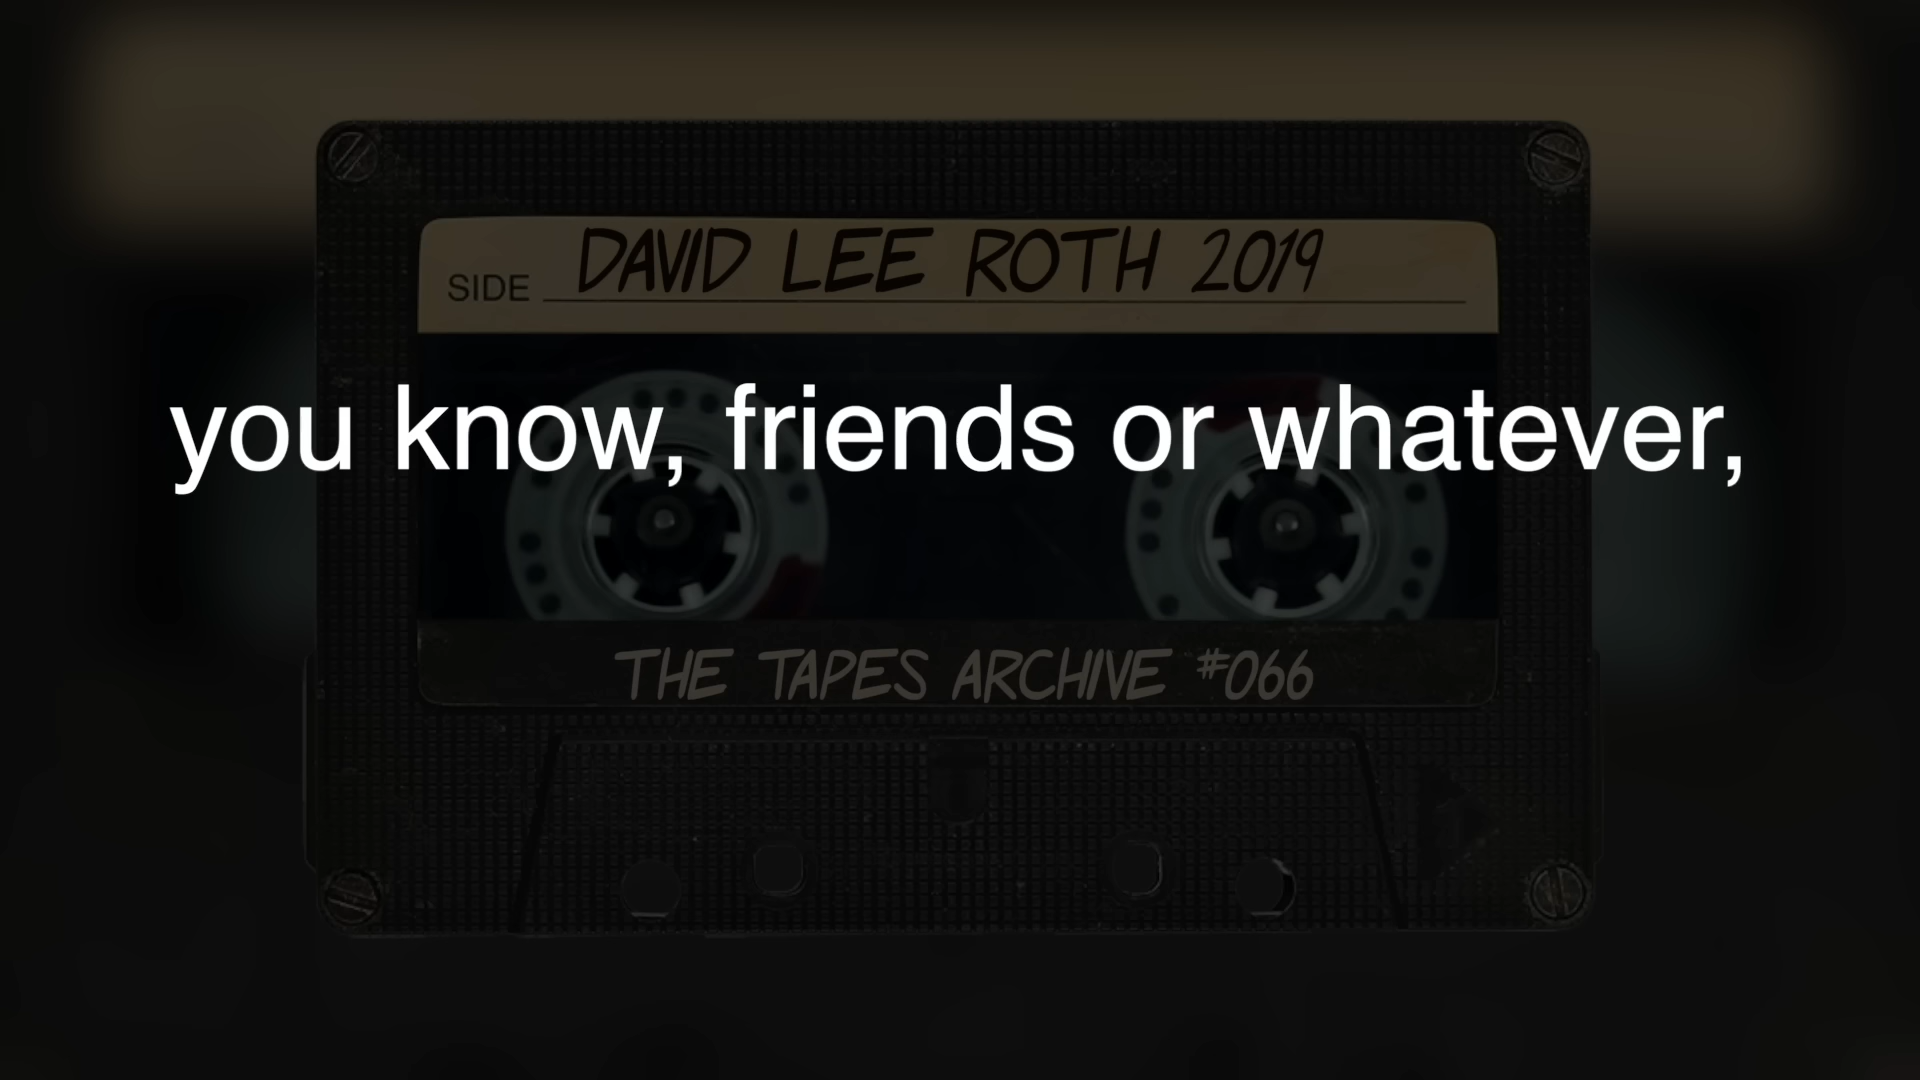 SIDE DAVID LEE ROTH 2019
you know, friends or whatever,
THE TAPES ARCHIVE #066